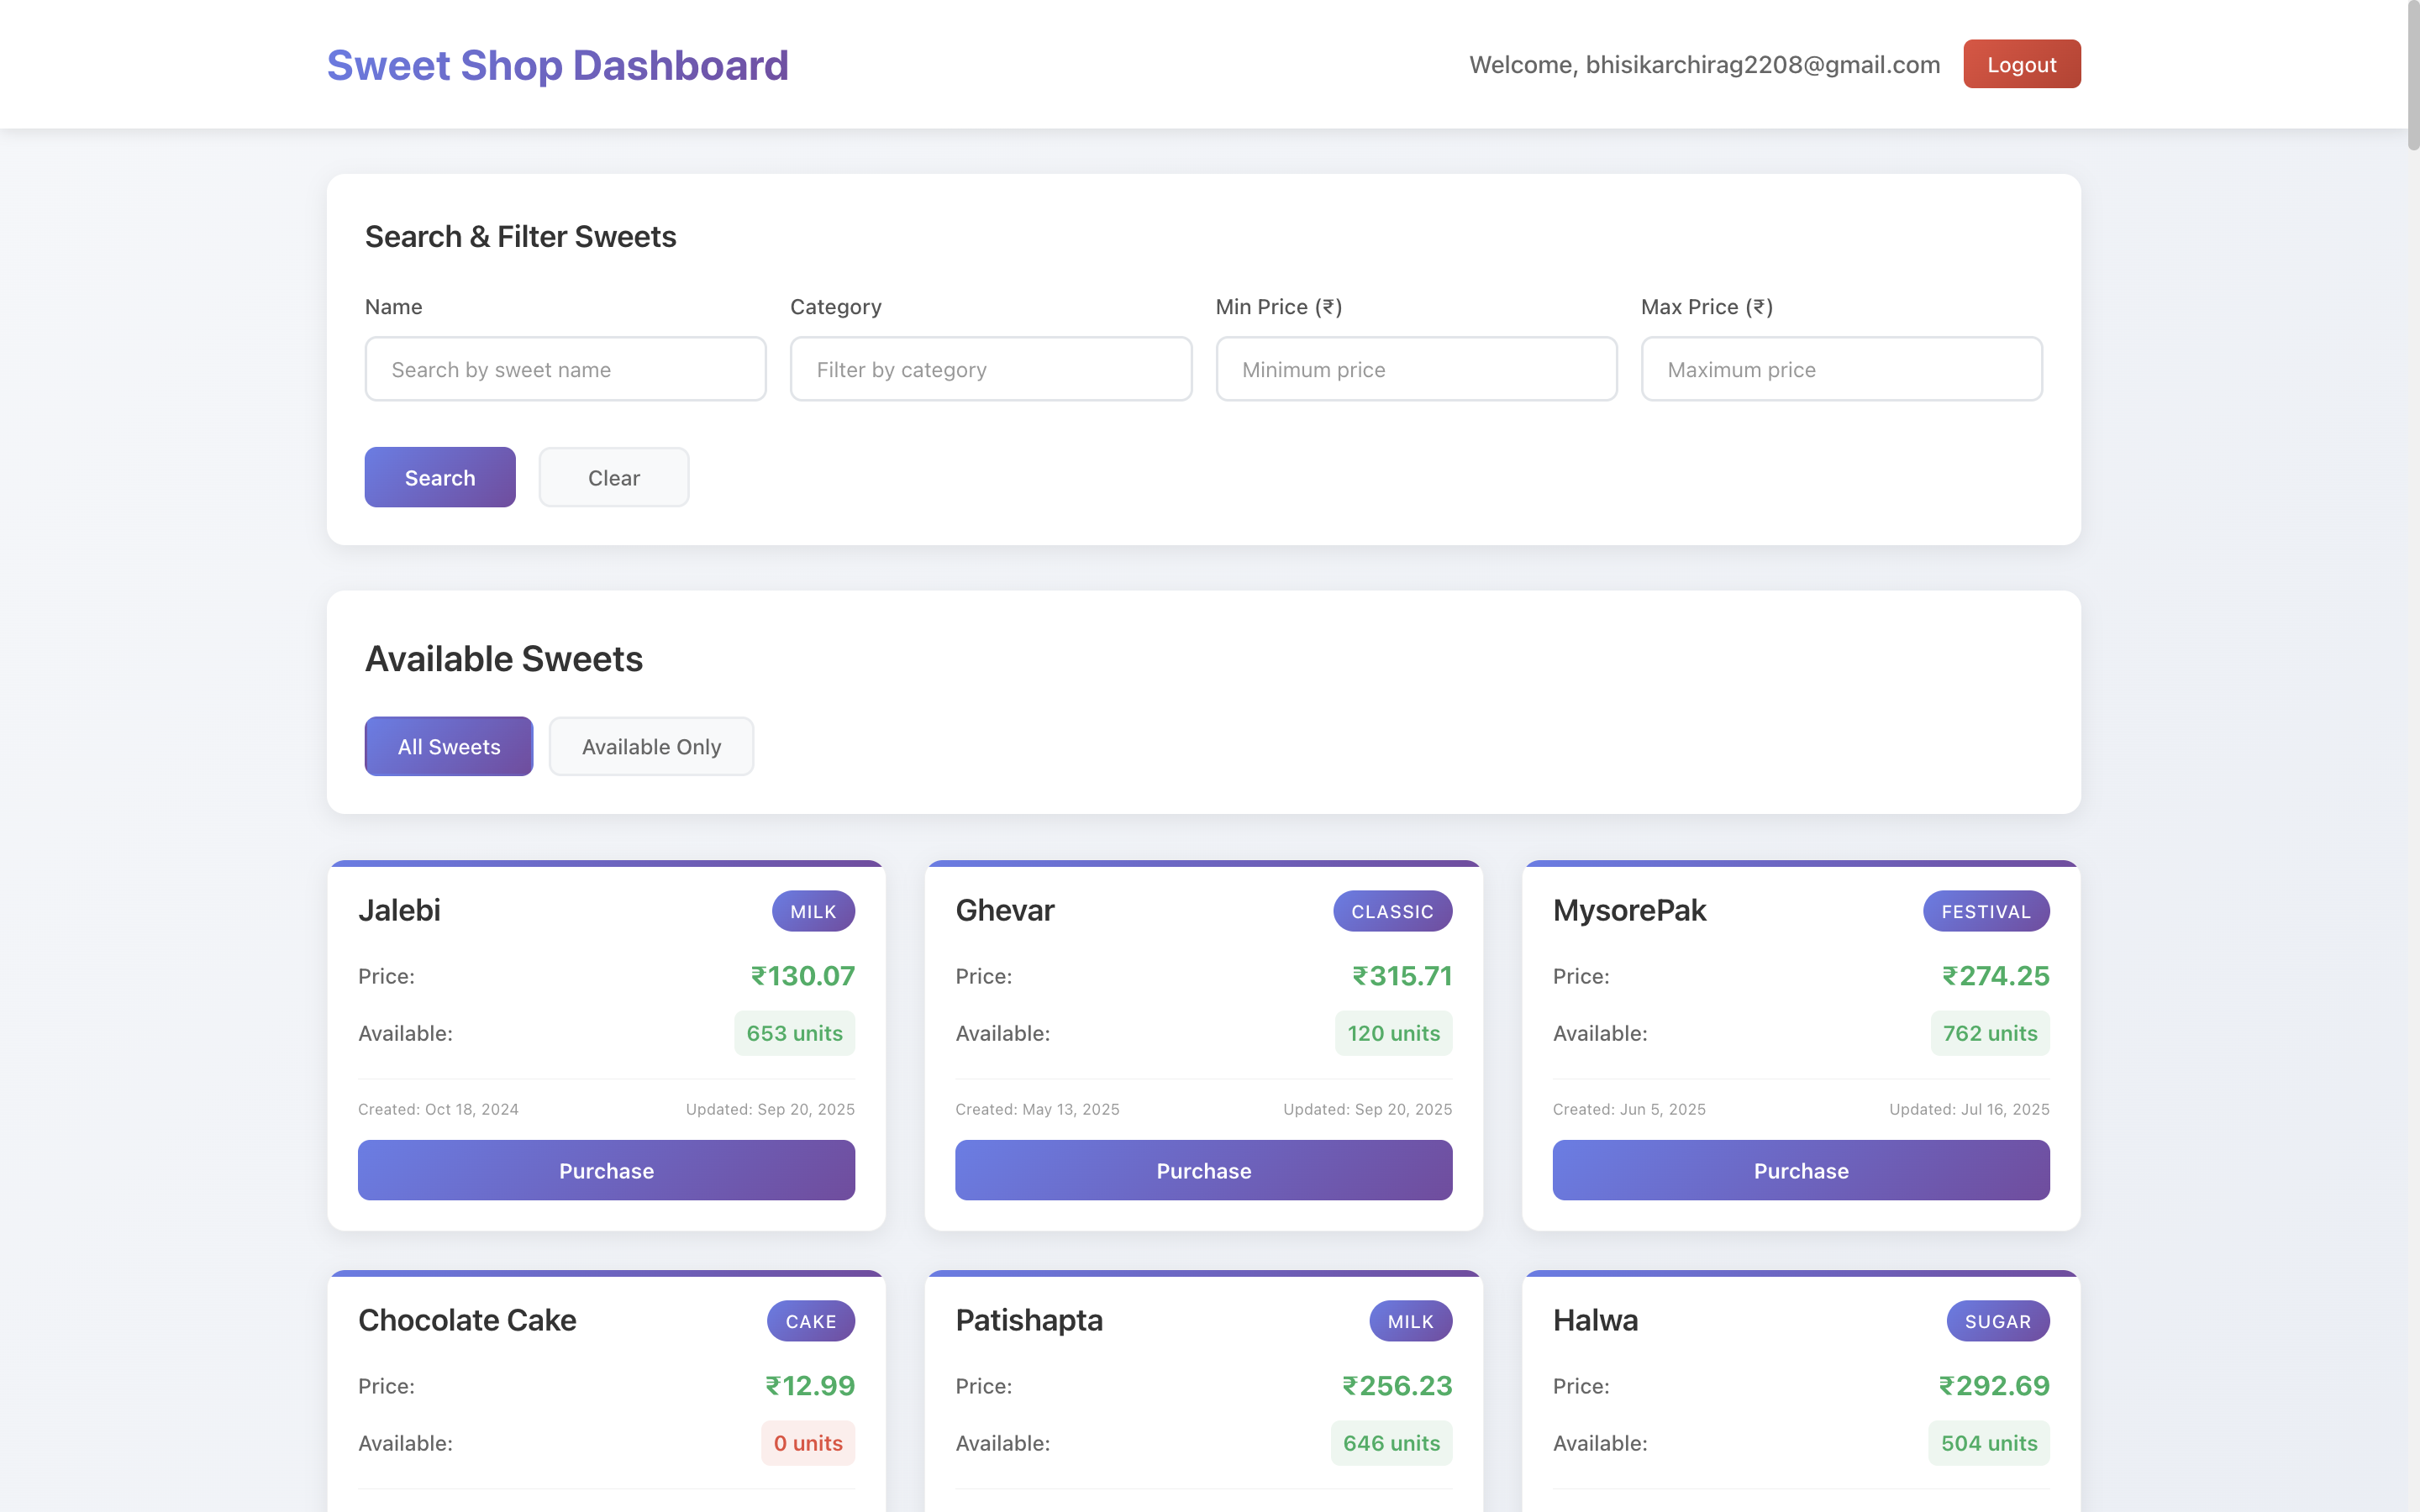 Sweet Shop Dashboard
Welcome, bhisikarchirag2208@gmail.com
Logout
Search & Filter Sweets
Name
Category
Min Price (₹)
Max Price (₹)
Search by sweet name
Filter by category
Minimum price
Maximum price
Search
Clear
Available Sweets
All Sweets
Available Only
Jalebi
MILK
Price:
₹130.07
Available:
653 units
Created: Oct 18, 2024
Updated: Sep 20, 2025
Purchase
Ghevar
CLASSIC
Price:
₹315.71
Available:
120 units
Created: May 13, 2025
Updated: Sep 20, 2025
Purchase
MysorePak
FESTIVAL
Price:
₹274.25
Available:
762 units
Created: Jun 5, 2025
Updated: Jul 16, 2025
Purchase
Chocolate Cake
CAKE
Price:
₹12.99
Available:
0 units
Patishapta
MILK
Price:
₹256.23
Available:
646 units
Halwa
SUGAR
Price:
₹292.69
Available:
504 units